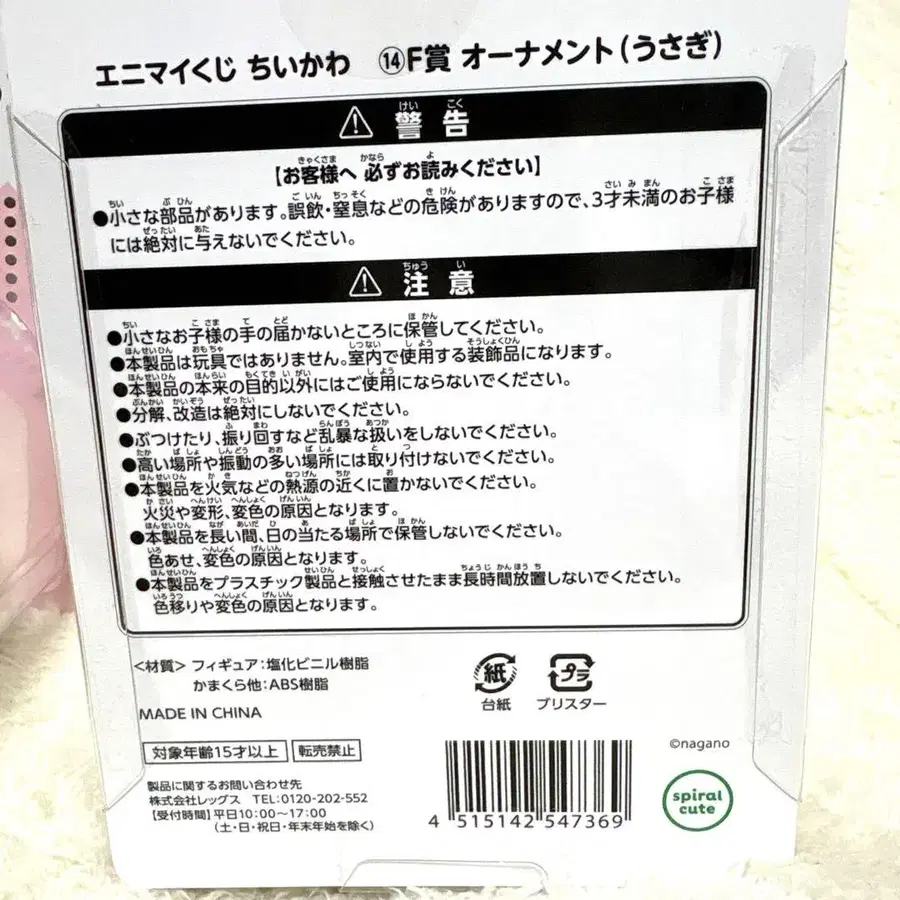 エニマイくじ ちいかわ ⑭F賞 オーナメント(うさぎ)
⚠ 警告
【お客様へ 必ずお読みください】
●小さな部品があります。誤飲・窒息などの危険がありますので、3才未満のお子様
には絶対に与えないでください。
⚠ 注意
●小さなお子様の手の届かないところに保管してください。
●本製品は玩具ではありません。室内で使用する装飾品になります。
●本製品の本来の目的以外にはご使用にならないでください。
●分解、改造は絶対にしないでください。
●ぶつけたり、振り回すなど乱暴な扱いをしないでください。
●高い場所や振動の多い場所には取り付けないでください。
●本製品を火気などの熱源の近くに置かないでください。
火災や変形、変色の原因となります。
●本製品を長い間、日の当たる場所で保管しないでください。
色あせ、変色の原因となります。
●本製品をプラスチック製品と接触させたまま長時間放置しないでください。
色移りや変色の原因となります。
<材質> フィギュア:塩化ビニル樹脂
かまくら他:ABS樹脂
MADE IN CHINA
紙
台紙
プラ
ブリスター
対象年齢15才以上 転売禁止
©nagano
製品に関するお問い合わせ先
株式会社レッグス TEL:0120-202-552
【受付時間】平日10:00〜17:00
(土・日・祝日・年末年始を除く)
4 515142 547369
spiral
cute